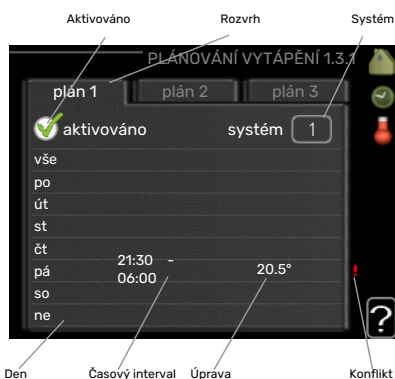 Aktivováno Rozvrh Systém
PLÁNOVÁNÍ VYTÁPĚNÍ 1.3.1
plán 1 plán 2 plán 3
aktivováno systém 1
vše
po
út
st
čt
pá 21:30 - 06:00 20.5° !
so
ne
?
Den Časový interval Úprava Konflikt